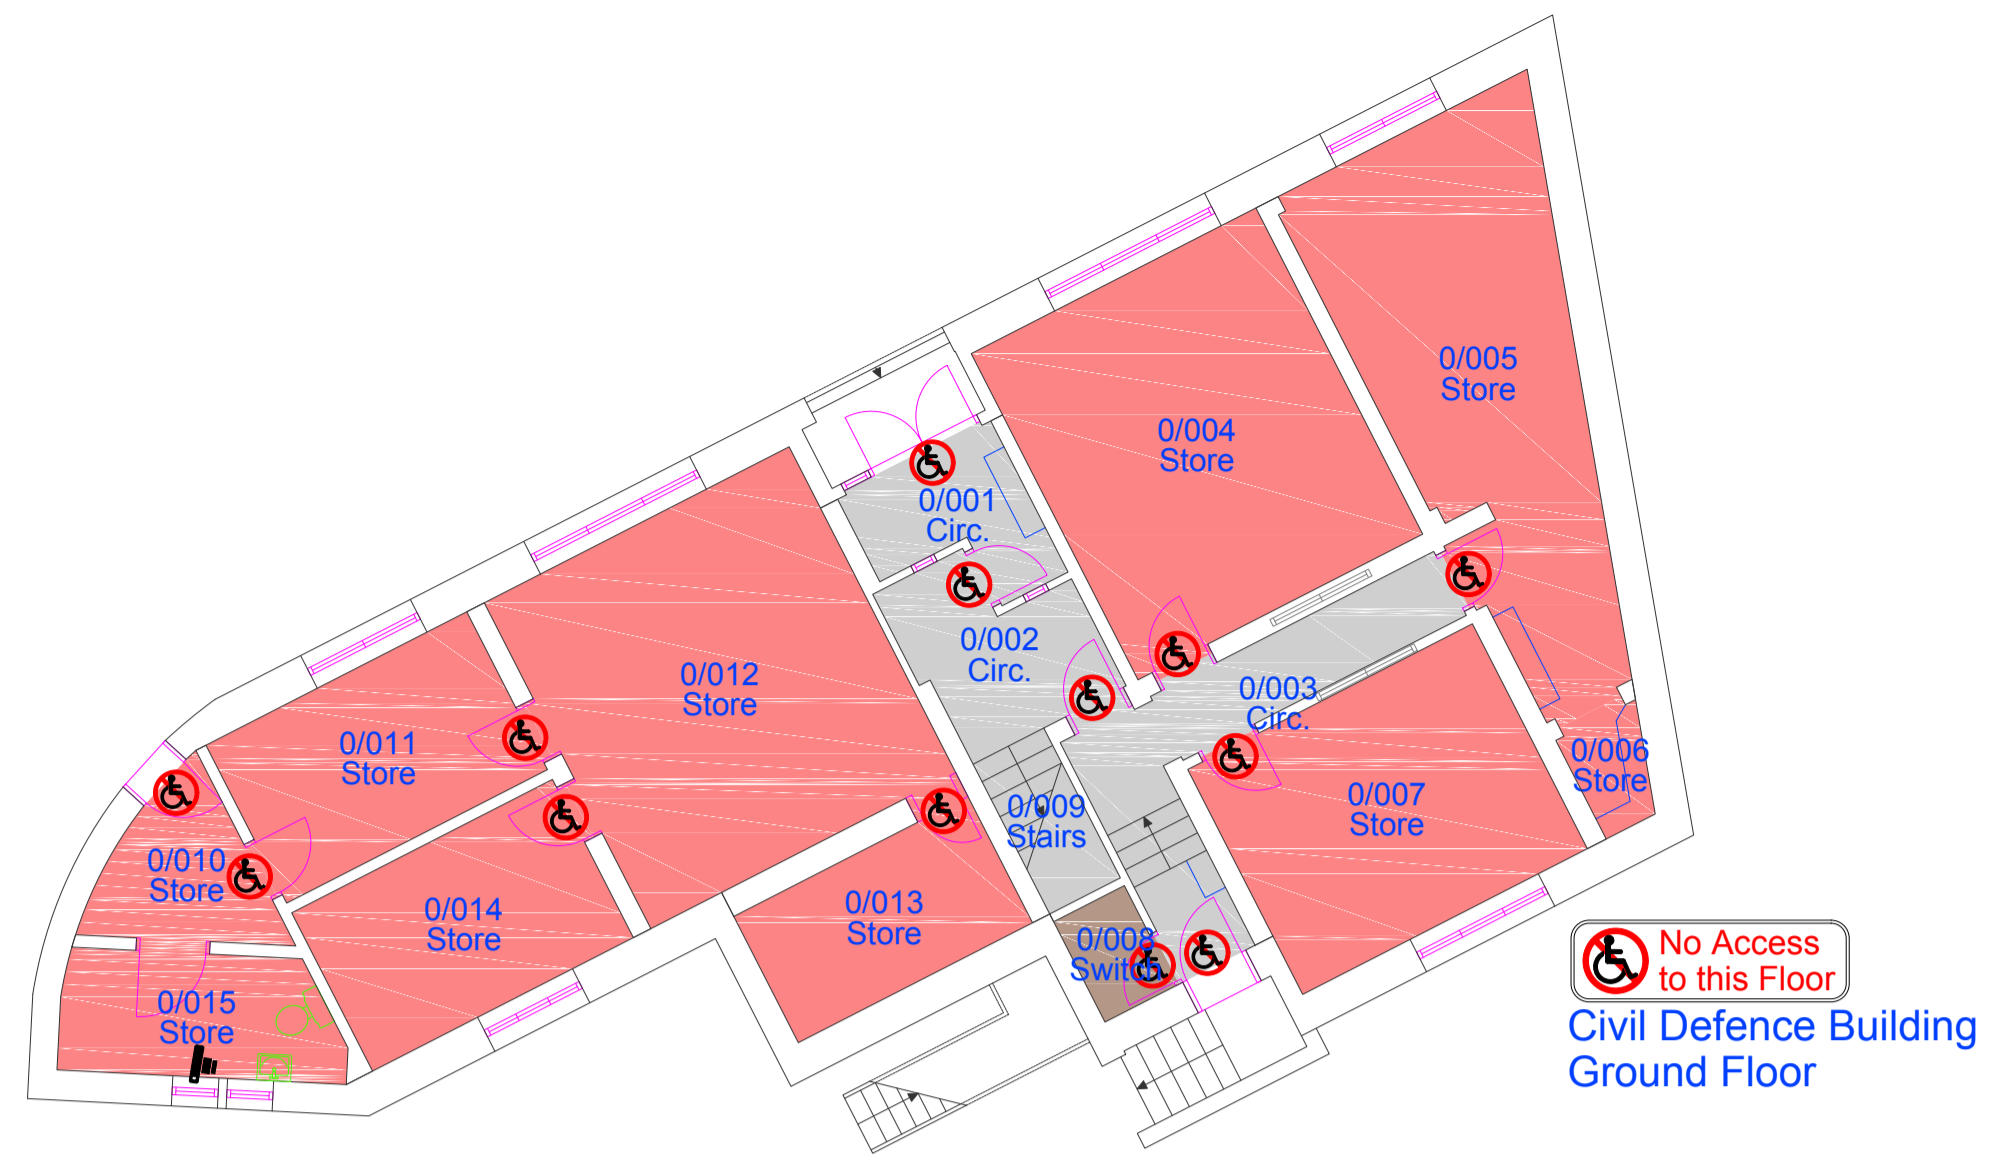 0/005
Store
0/004
Store
0/001
Circ.
0/002
Circ.
0/012
Store
0/003
Circ.
0/011
Store
0/006
Store
0/007
Store
0/009
Stairs
0/010
Store
0/013
Store
0/014
Store
0/008
Switch
0/015
Store
No Access
to this Floor
Civil Defence Building
Ground Floor